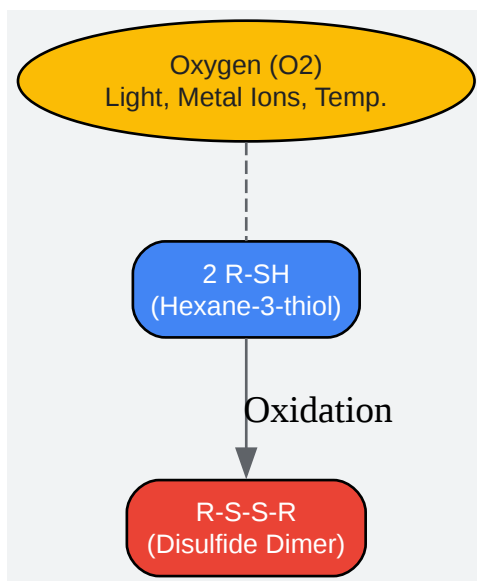 Oxygen (O2)
Light, Metal Ions, Temp.
2 R-SH
(Hexane-3-thiol)
Oxidation
R-S-S-R
(Disulfide Dimer)